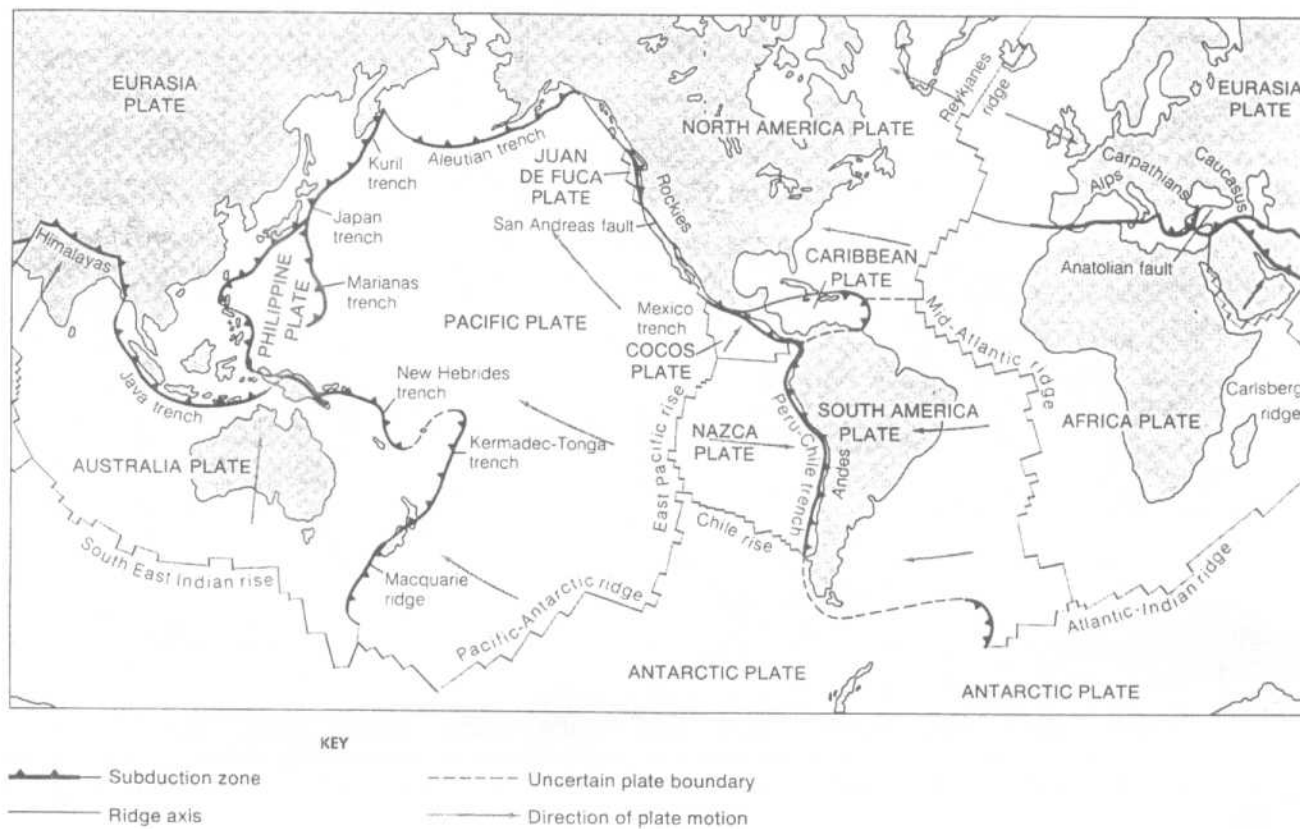 EURASIA
PLATE
Kuril
trench
Aleutian trench
Japan
trench
Himalayas
Marianas
trench
PHILIPPINE
PLATE
PACIFIC PLATE
Java trench
New Hebrides
trench
Kermadec-Tonga
trench
AUSTRALIA PLATE
South East Indian rise
Macquarie
ridge
Pacific-Antarctic ridge
JUAN
DE FUCA
PLATE
San Andreas fault
Rockies
NORTH AMERICA PLATE
Reykjanes
ridge
EURASIA
PLATE
Carpathians
Alps
Caucasus
Anatolian fault
CARIBBEAN
PLATE
Mexico
trench
COCOS
PLATE
Mid-Atlantic ridge
East Pacific rise
NAZCA
PLATE
Peru-Chile trench
Andes
SOUTH AMERICA
PLATE
AFRICA PLATE
Carlsberg
ridge
Chile rise
Atlantic-Indian ridge
ANTARCTIC PLATE
ANTARCTIC PLATE
KEY
Subduction zone
Uncertain plate boundary
Ridge axis
Direction of plate motion